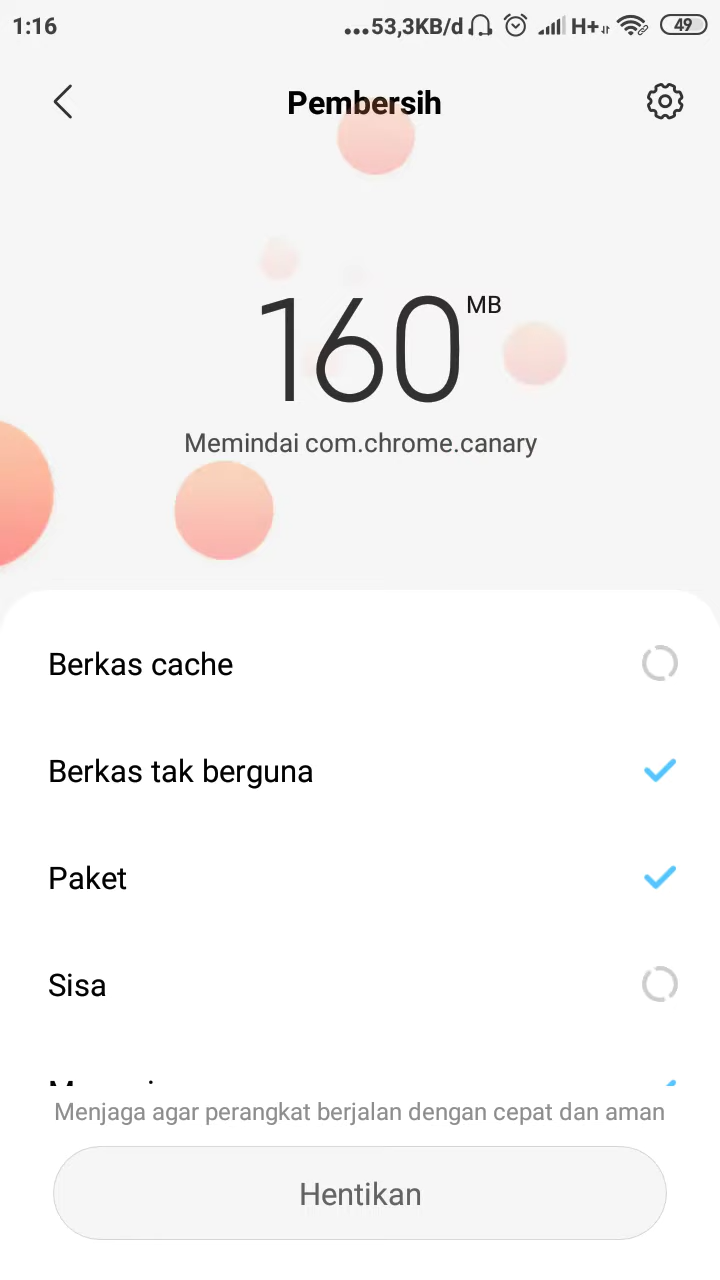 1:16
...53,3KB/d H+ 49
Pembersih
160 MB
Memindai com.chrome.canary
Berkas cache
Berkas tak berguna
Paket
Sisa
Menjaga agar perangkat berjalan dengan cepat dan aman
Hentikan